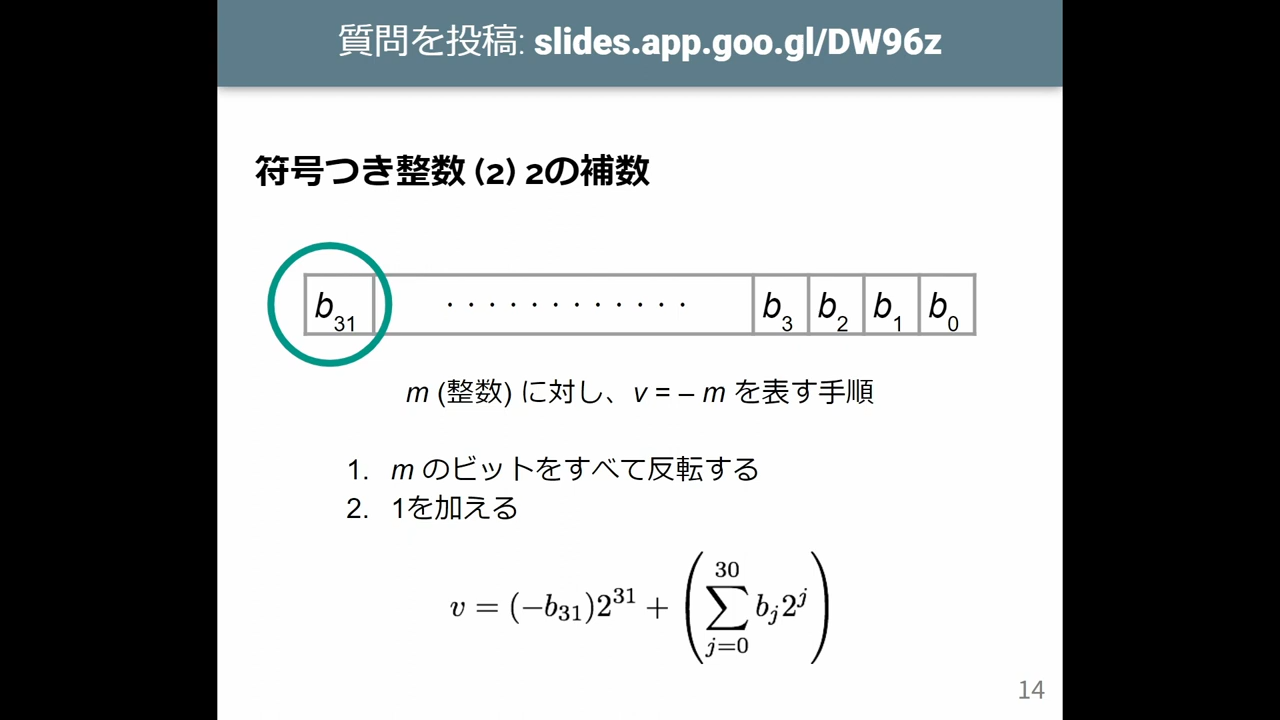 質問を投稿: slides.app.goo.gl/DW96z
符号つき整数 (2) 2の補数
b31 ············ b3 b2 b1 b0
m (整数) に対し、v = – m を表す手順
1. m のビットをすべて反転する
2. 1を加える
v = (−b31)2^31 + (∑_{j=0}^{30} b_j 2^j)
14